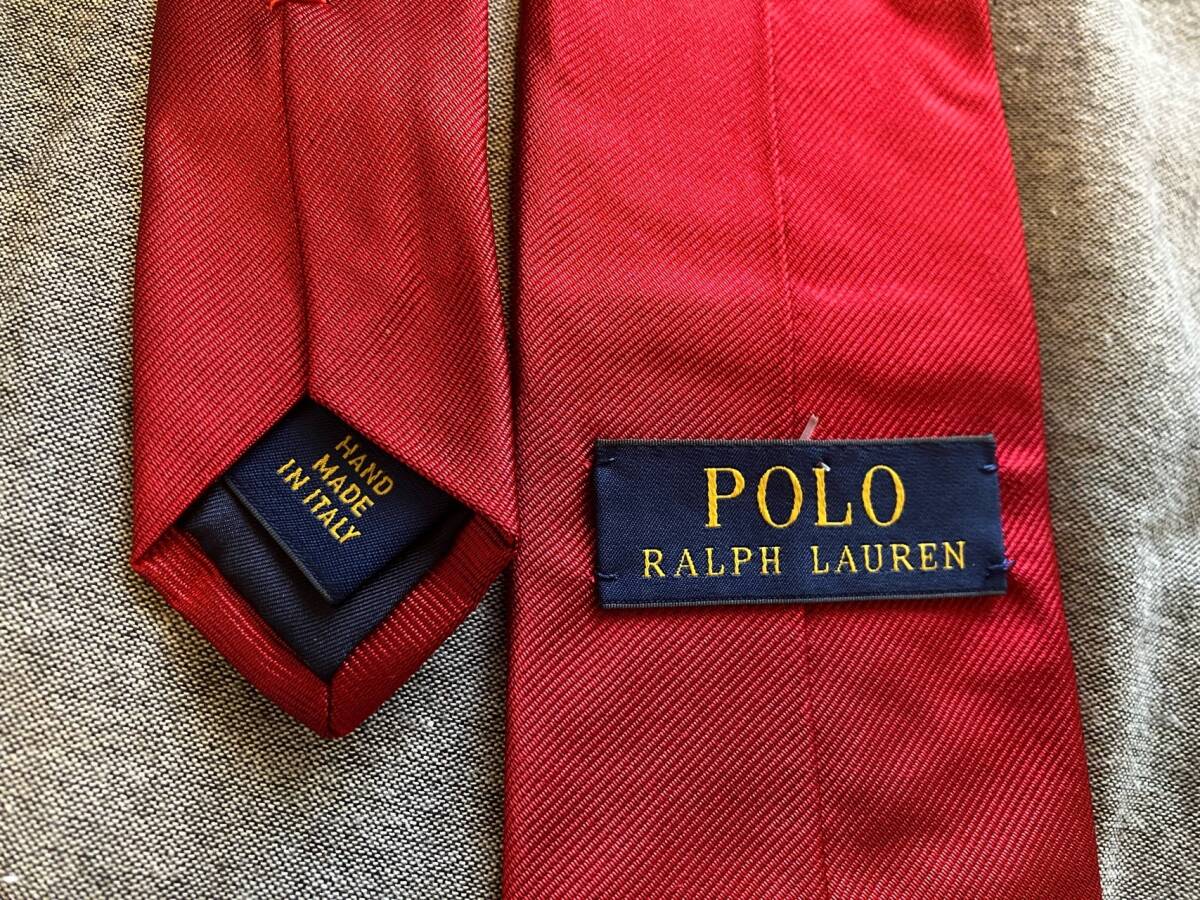 HAND
MADE
IN ITALY
POLO
RALPH LAUREN